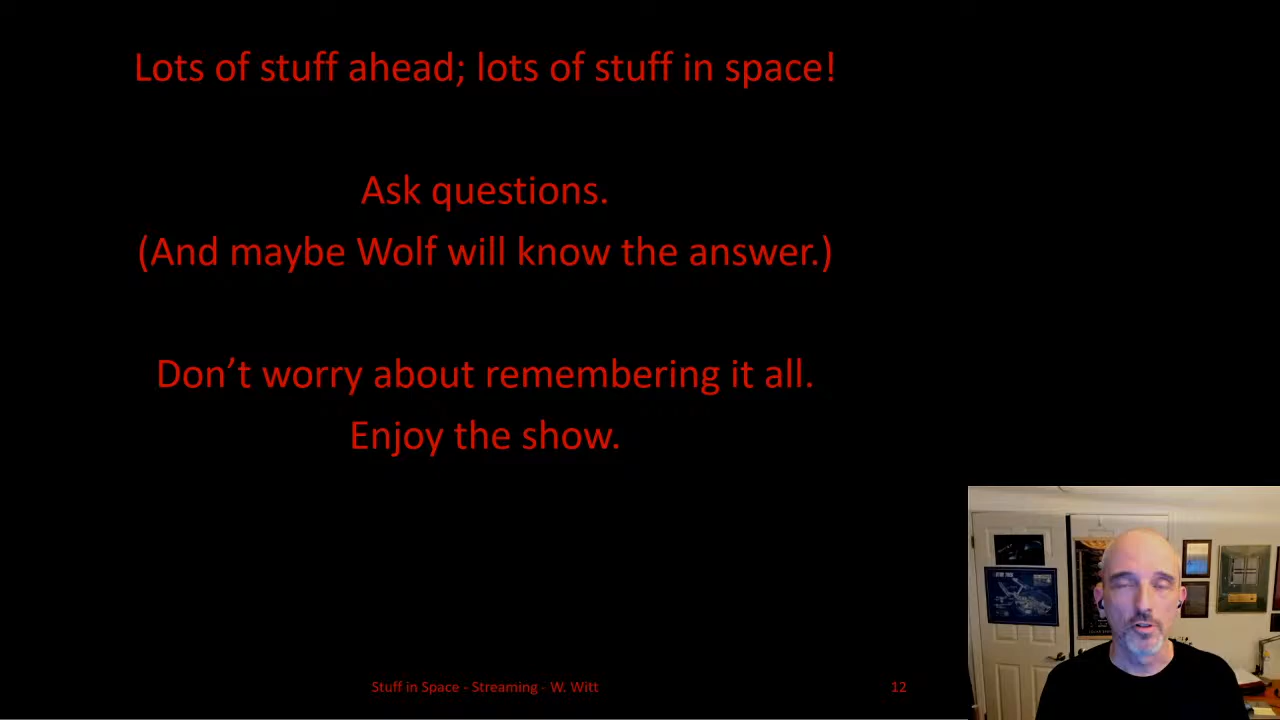 Lots of stuff ahead; lots of stuff in space!
Ask questions.
(And maybe Wolf will know the answer.)
Don’t worry about remembering it all.
Enjoy the show.
Stuff in Space - Streaming - W. Witt
12